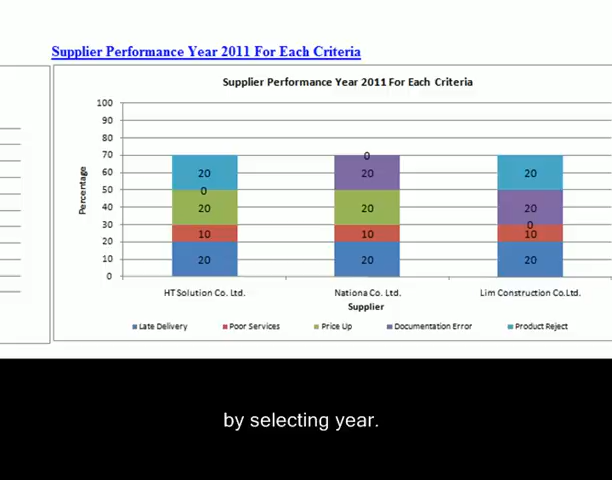 Supplier Performance Year 2011 For Each Criteria
Supplier Performance Year 2011 For Each Criteria
100
90
80
70
60
50
40
30
20
10
0
Percentage
20
0
20
10
20
0
20
20
10
20
20
20
0
10
20
HT Solution Co. Ltd.
Nationa Co. Ltd.
Lim Construction Co.Ltd.
Supplier
Late Delivery
Poor Services
Price Up
Documentation Error
Product Reject
by selecting year.